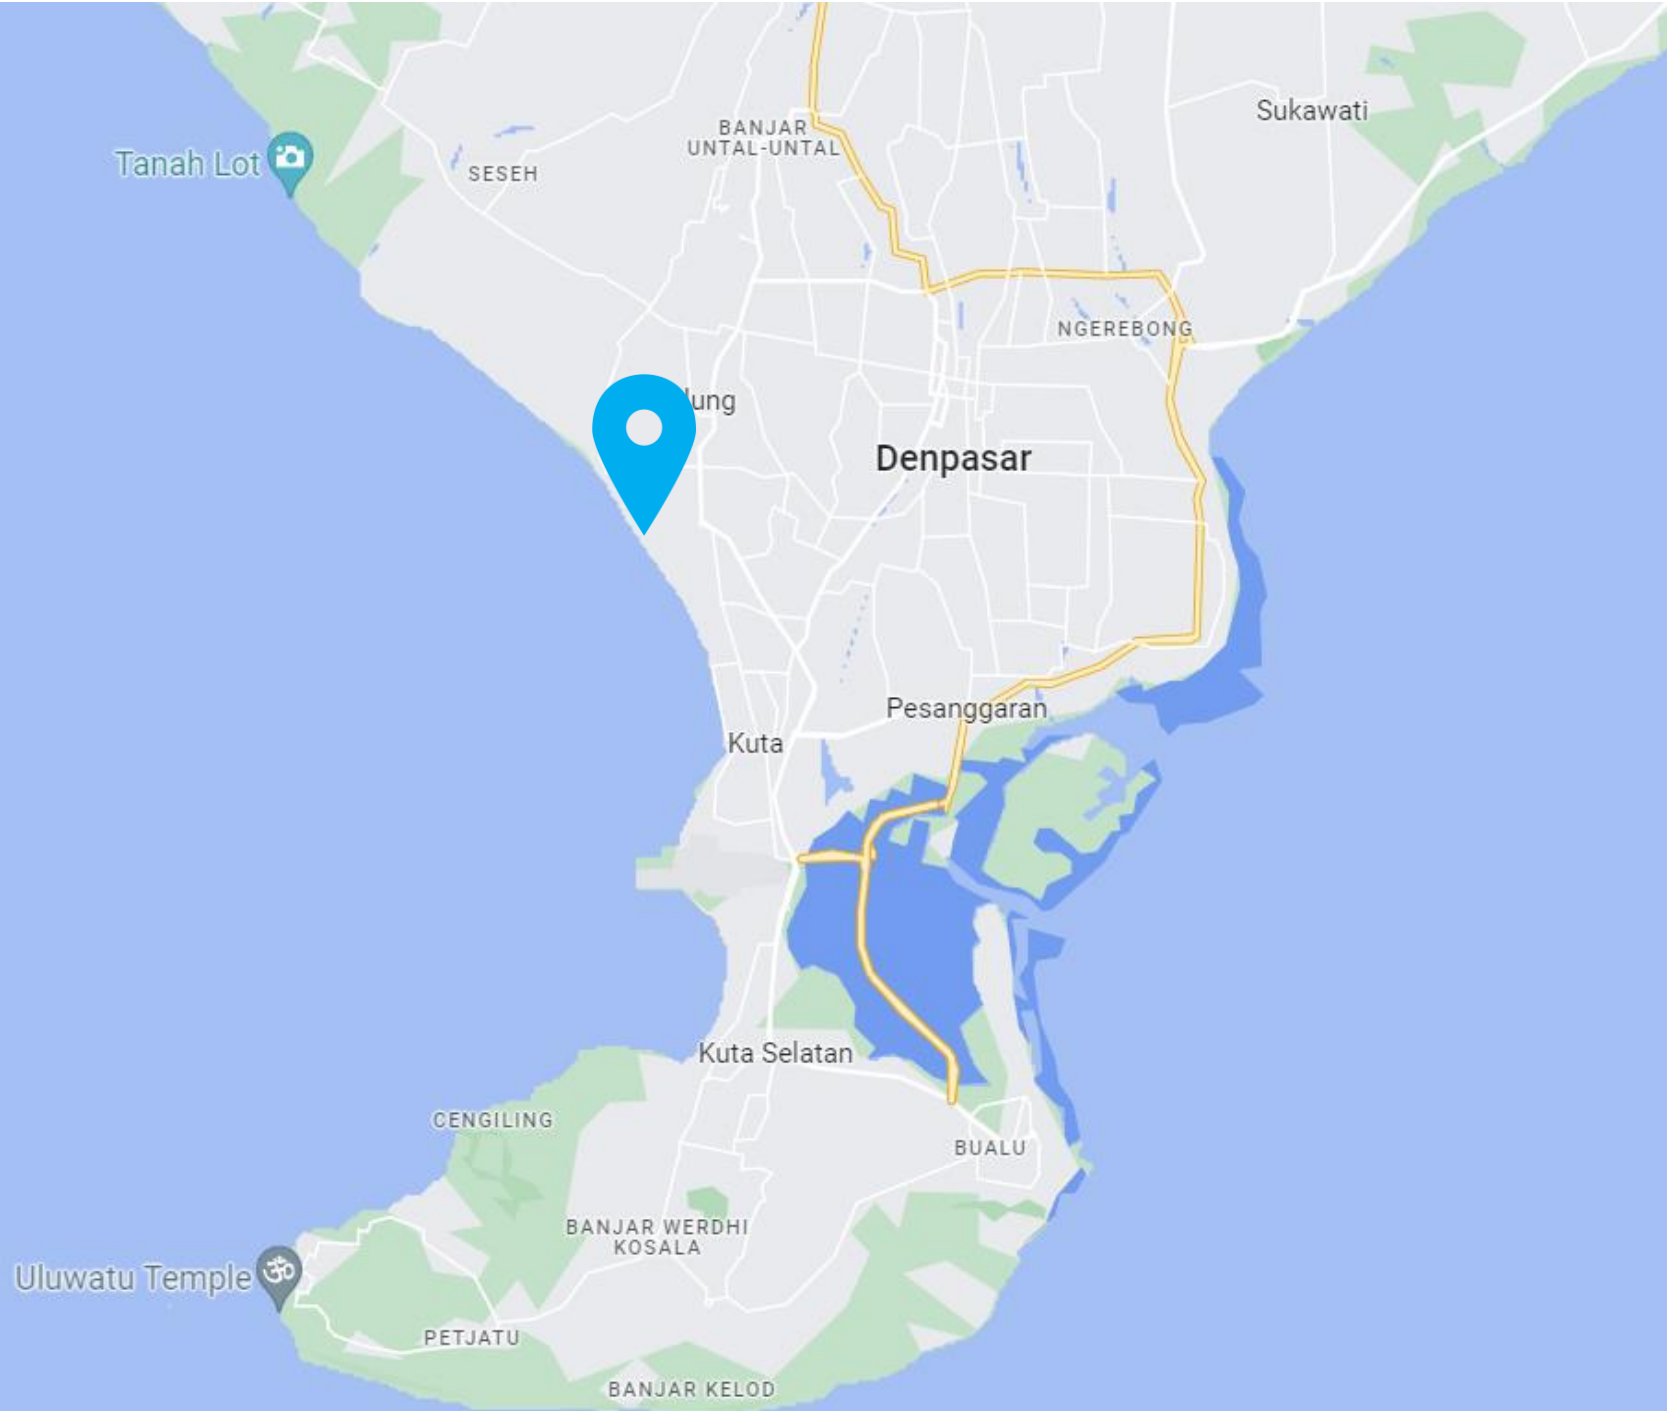 Sukawati
BANJAR
UNTAL-UNTAL
Tanah Lot
SESEH
NGEREBONG
lung
Denpasar
Pesanggaran
Kuta
Kuta Selatan
CENGILING
BUALU
BANJAR WERDHI
KOSALA
Uluwatu Temple
PETJATU
BANJAR KELOD